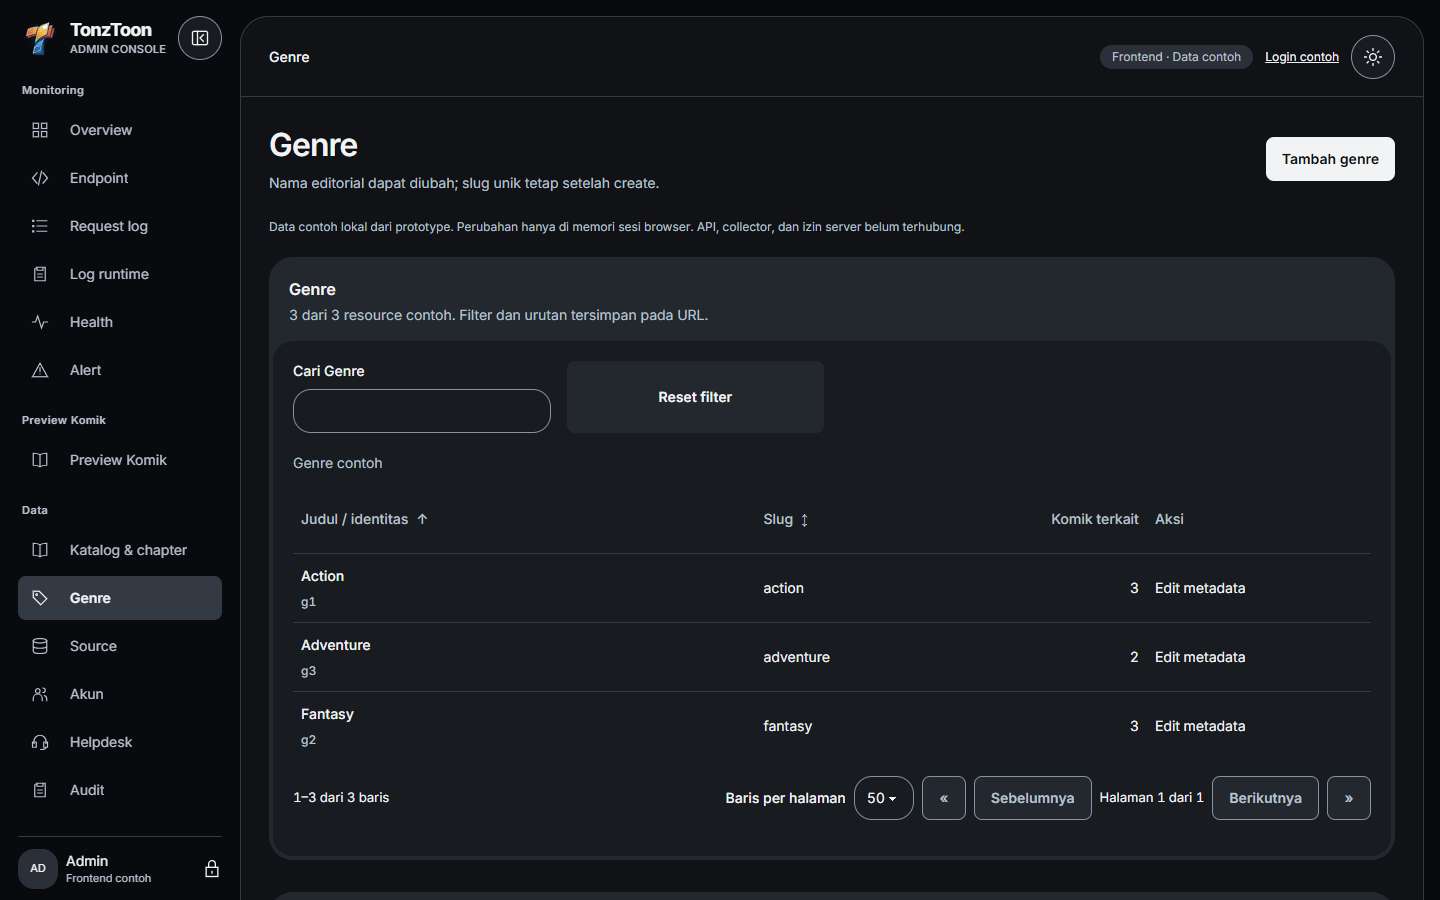 TonzToon
ADMIN CONSOLE
Monitoring
Overview
Endpoint
Request log
Log runtime
Health
Alert
Preview Komik
Preview Komik
Data
Katalog & chapter
Genre
Source
Akun
Helpdesk
Audit
AD
Admin
Frontend contoh
Genre
Frontend · Data contoh
Login contoh
Genre
Nama editorial dapat diubah; slug unik tetap setelah create.
Tambah genre
Data contoh lokal dari prototype. Perubahan hanya di memori sesi browser. API, collector, dan izin server belum terhubung.
Genre
3 dari 3 resource contoh. Filter dan urutan tersimpan pada URL.
Cari Genre
Reset filter
Genre contoh
Judul / identitas ↑ Slug ↕ Komik terkait Aksi
Action
g1
action 3 Edit metadata
Adventure
g3
adventure 2 Edit metadata
Fantasy
g2
fantasy 3 Edit metadata
1–3 dari 3 baris
Baris per halaman 50 « Sebelumnya Halaman 1 dari 1 Berikutnya »